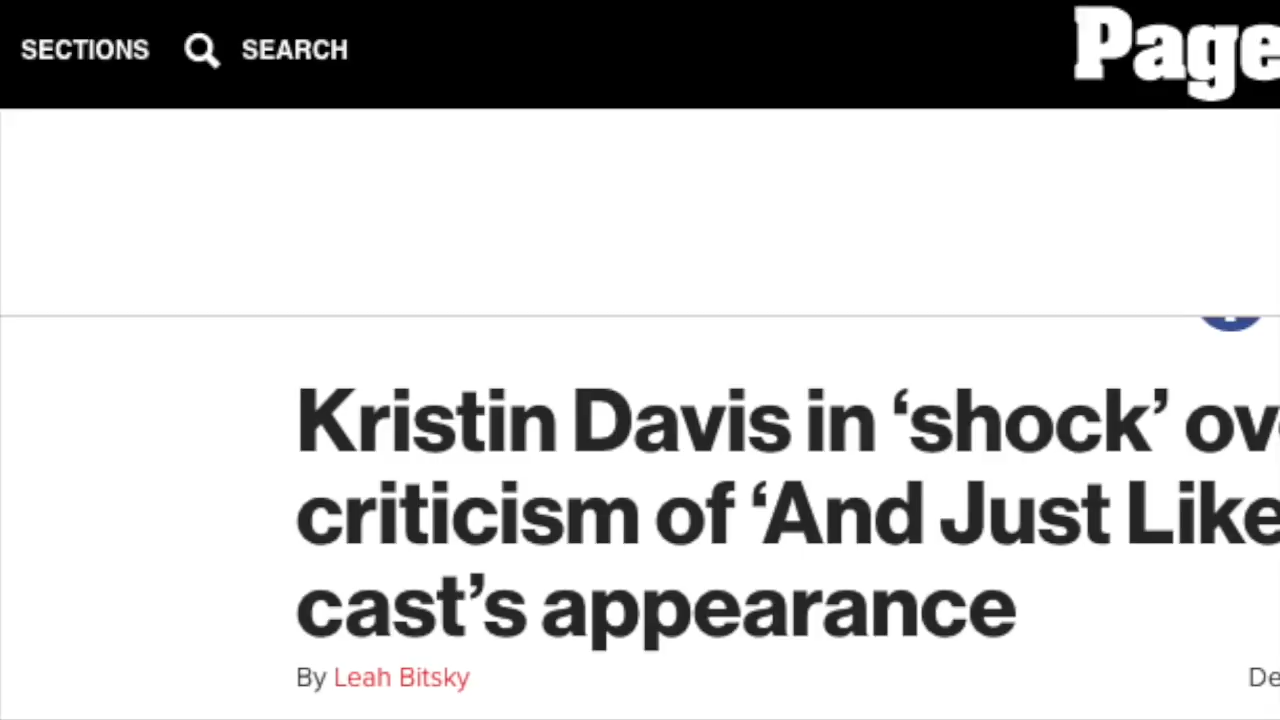 SECTIONS SEARCH Page
Kristin Davis in ‘shock’ ov
criticism of ‘And Just Like
cast’s appearance
By Leah Bitsky De